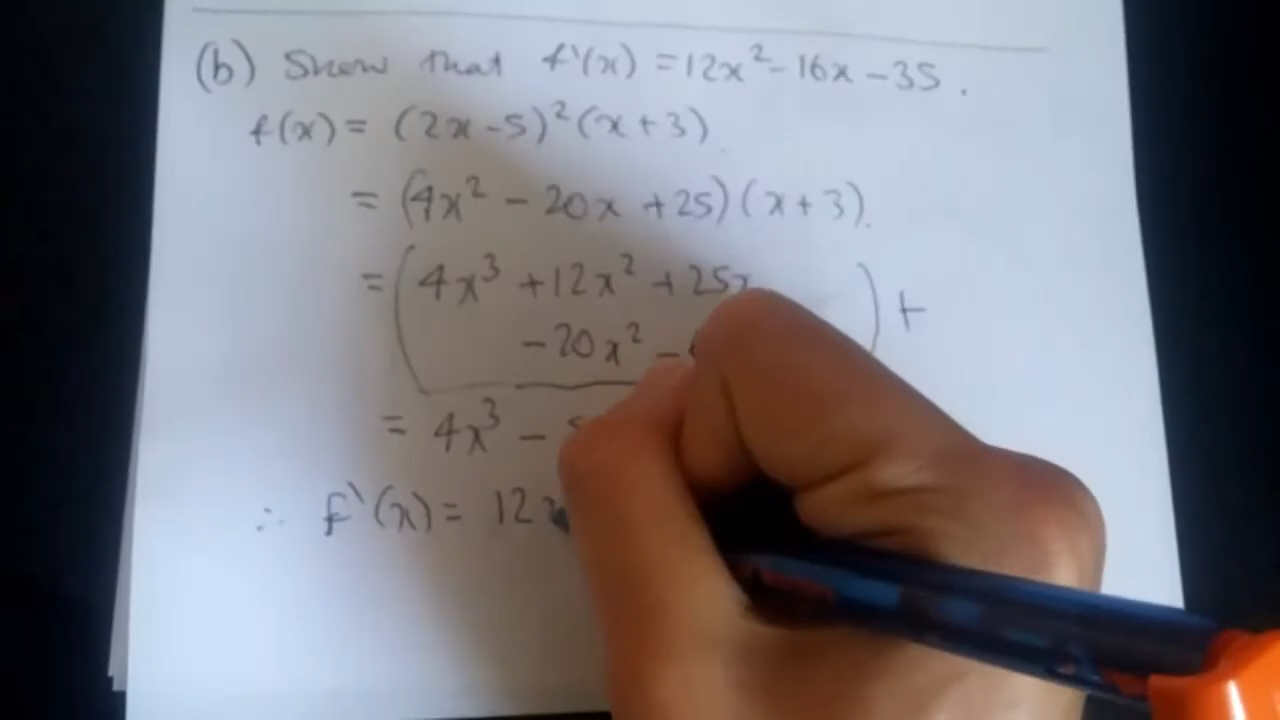 (b) Show that f'(x) = 12x² - 16x - 35.
f(x) = (2x - 5)²(x + 3)
= (4x² - 20x + 25)(x + 3).
= (4x³ + 12x² + 25x ) +
- 20x² -
= 4x³ -
∴ f'(x) = 12